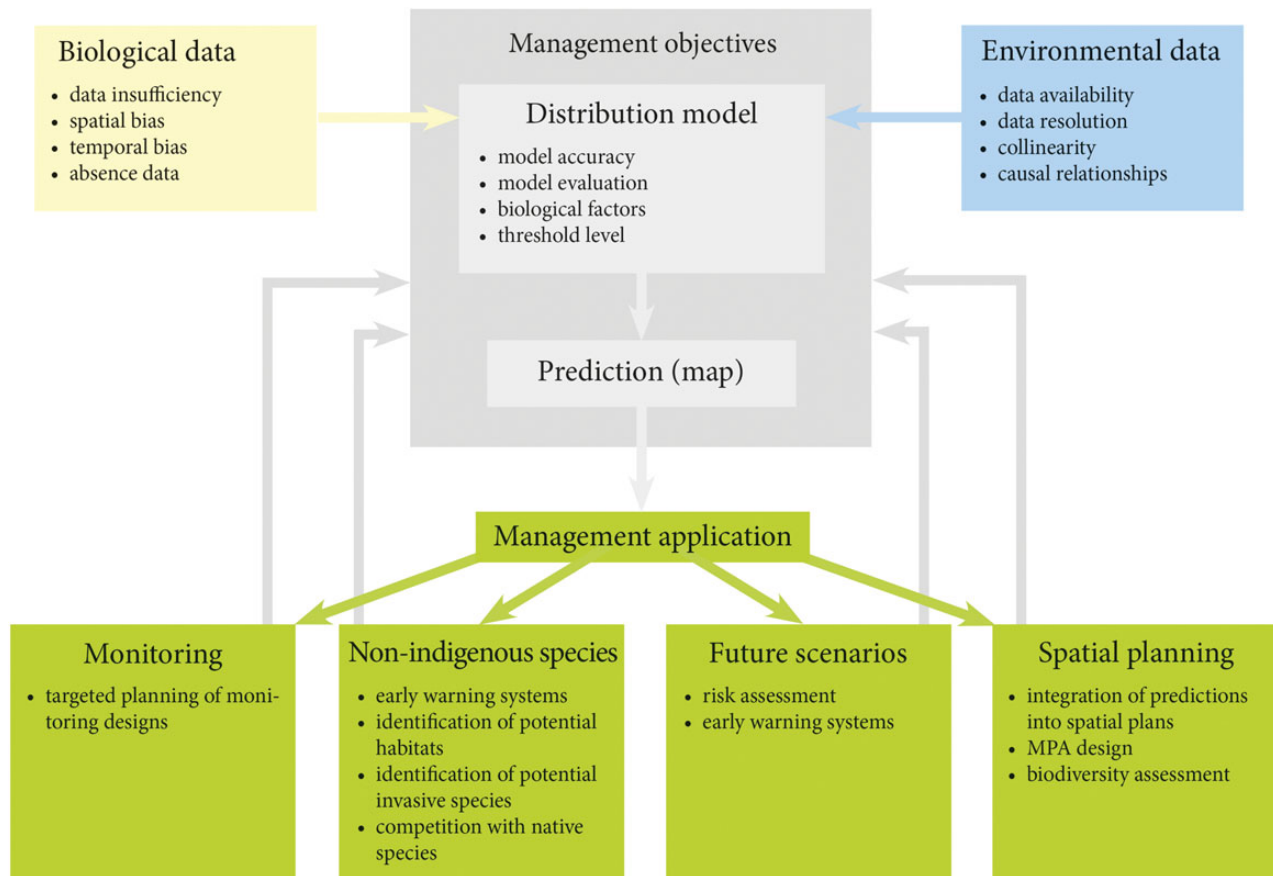 Management objectives
Biological data
• data insufficiency
• spatial bias
• temporal bias
• absence data
Distribution model
• model accuracy
• model evaluation
• biological factors
• threshold level
Environmental data
• data availability
• data resolution
• collinearity
• causal relationships
Prediction (map)
Management application
Monitoring
• targeted planning of moni-
toring designs
Non-indigenous species
• early warning systems
• identification of potential
habitats
• identification of potential
invasive species
• competition with native
species
Future scenarios
• risk assessment
• early warning systems
Spatial planning
• integration of predictions
into spatial plans
• MPA design
• biodiversity assessment